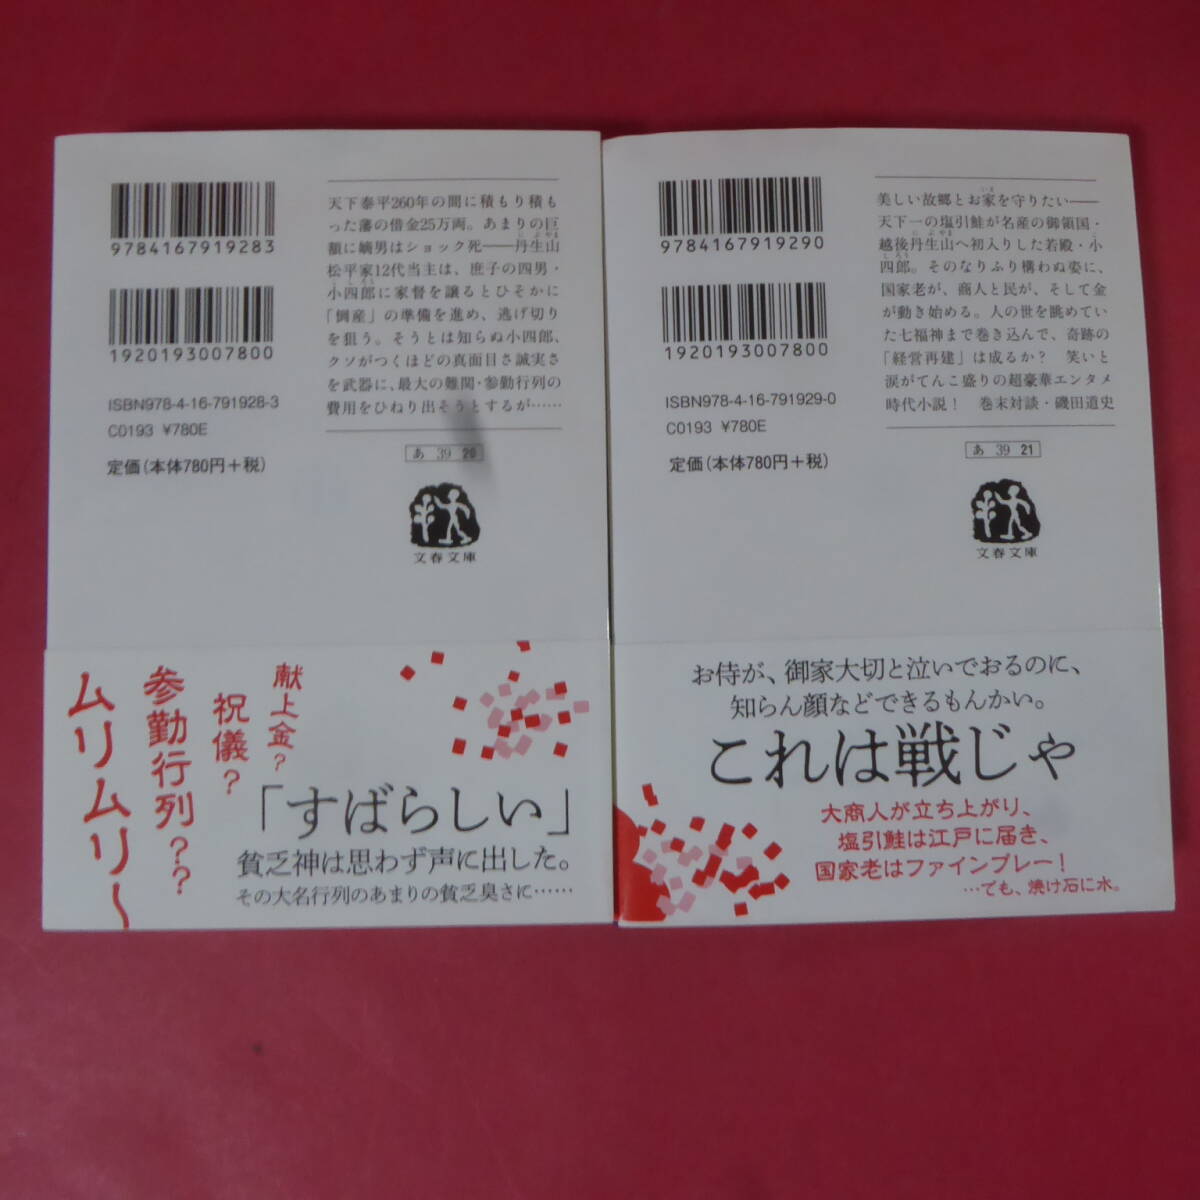 9784167919283
1920193007800
ISBN978-4-16-791928-3
C0193 ¥780E
定価(本体780円+税)
天下泰平260年の間に積もり積も
った藩の借金25万両。あまりの巨
額に嫡男はショック死――丹生山
にぶやま
松平家12代当主は、庶子の四男・
小四郎に家督を譲るとひそかに
こしろう
「倒産」の準備を進め、逃げ切り
を狙う。そうとは知らぬ小四郎、
クソがつくほどの真面目さ誠実さ
を武器に、最大の難関・参勤行列の
費用をひねり出そうとするが……
あ 39 20
文春文庫
献上金?
祝儀?
参勤行列??
ムリムリ〜
「すばらしい」
貧乏神は思わず声に出した。
その大名行列のあまりの貧乏臭さに……
9784167919290
1920193007800
ISBN978-4-16-791929-0
C0193 ¥780E
定価(本体780円+税)
美しい故郷とお家を守りたい――
いま
天下一の塩引鮭が名産の御領国・
越後丹生山へ初入りした若殿・小
にぶやま
四郎。そのなりふり構わぬ姿に、
しろう
国家老が、商人と民が、そして金
が動き始める。人の世を眺めてい
た七福神まで巻き込んで、奇跡の
「経営再建」は成るか? 笑いと
涙がてんこ盛りの超豪華エンタメ
時代小説! 巻末対談・磯田道史
あ 39 21
文春文庫
お侍が、御家大切と泣いでおるのに、
知らん顔などできるもんかい。
これは戦じゃ
大商人が立ち上がり、
塩引鮭は江戸に届き、
国家老はファインプレー!
…でも、焼け石に水。